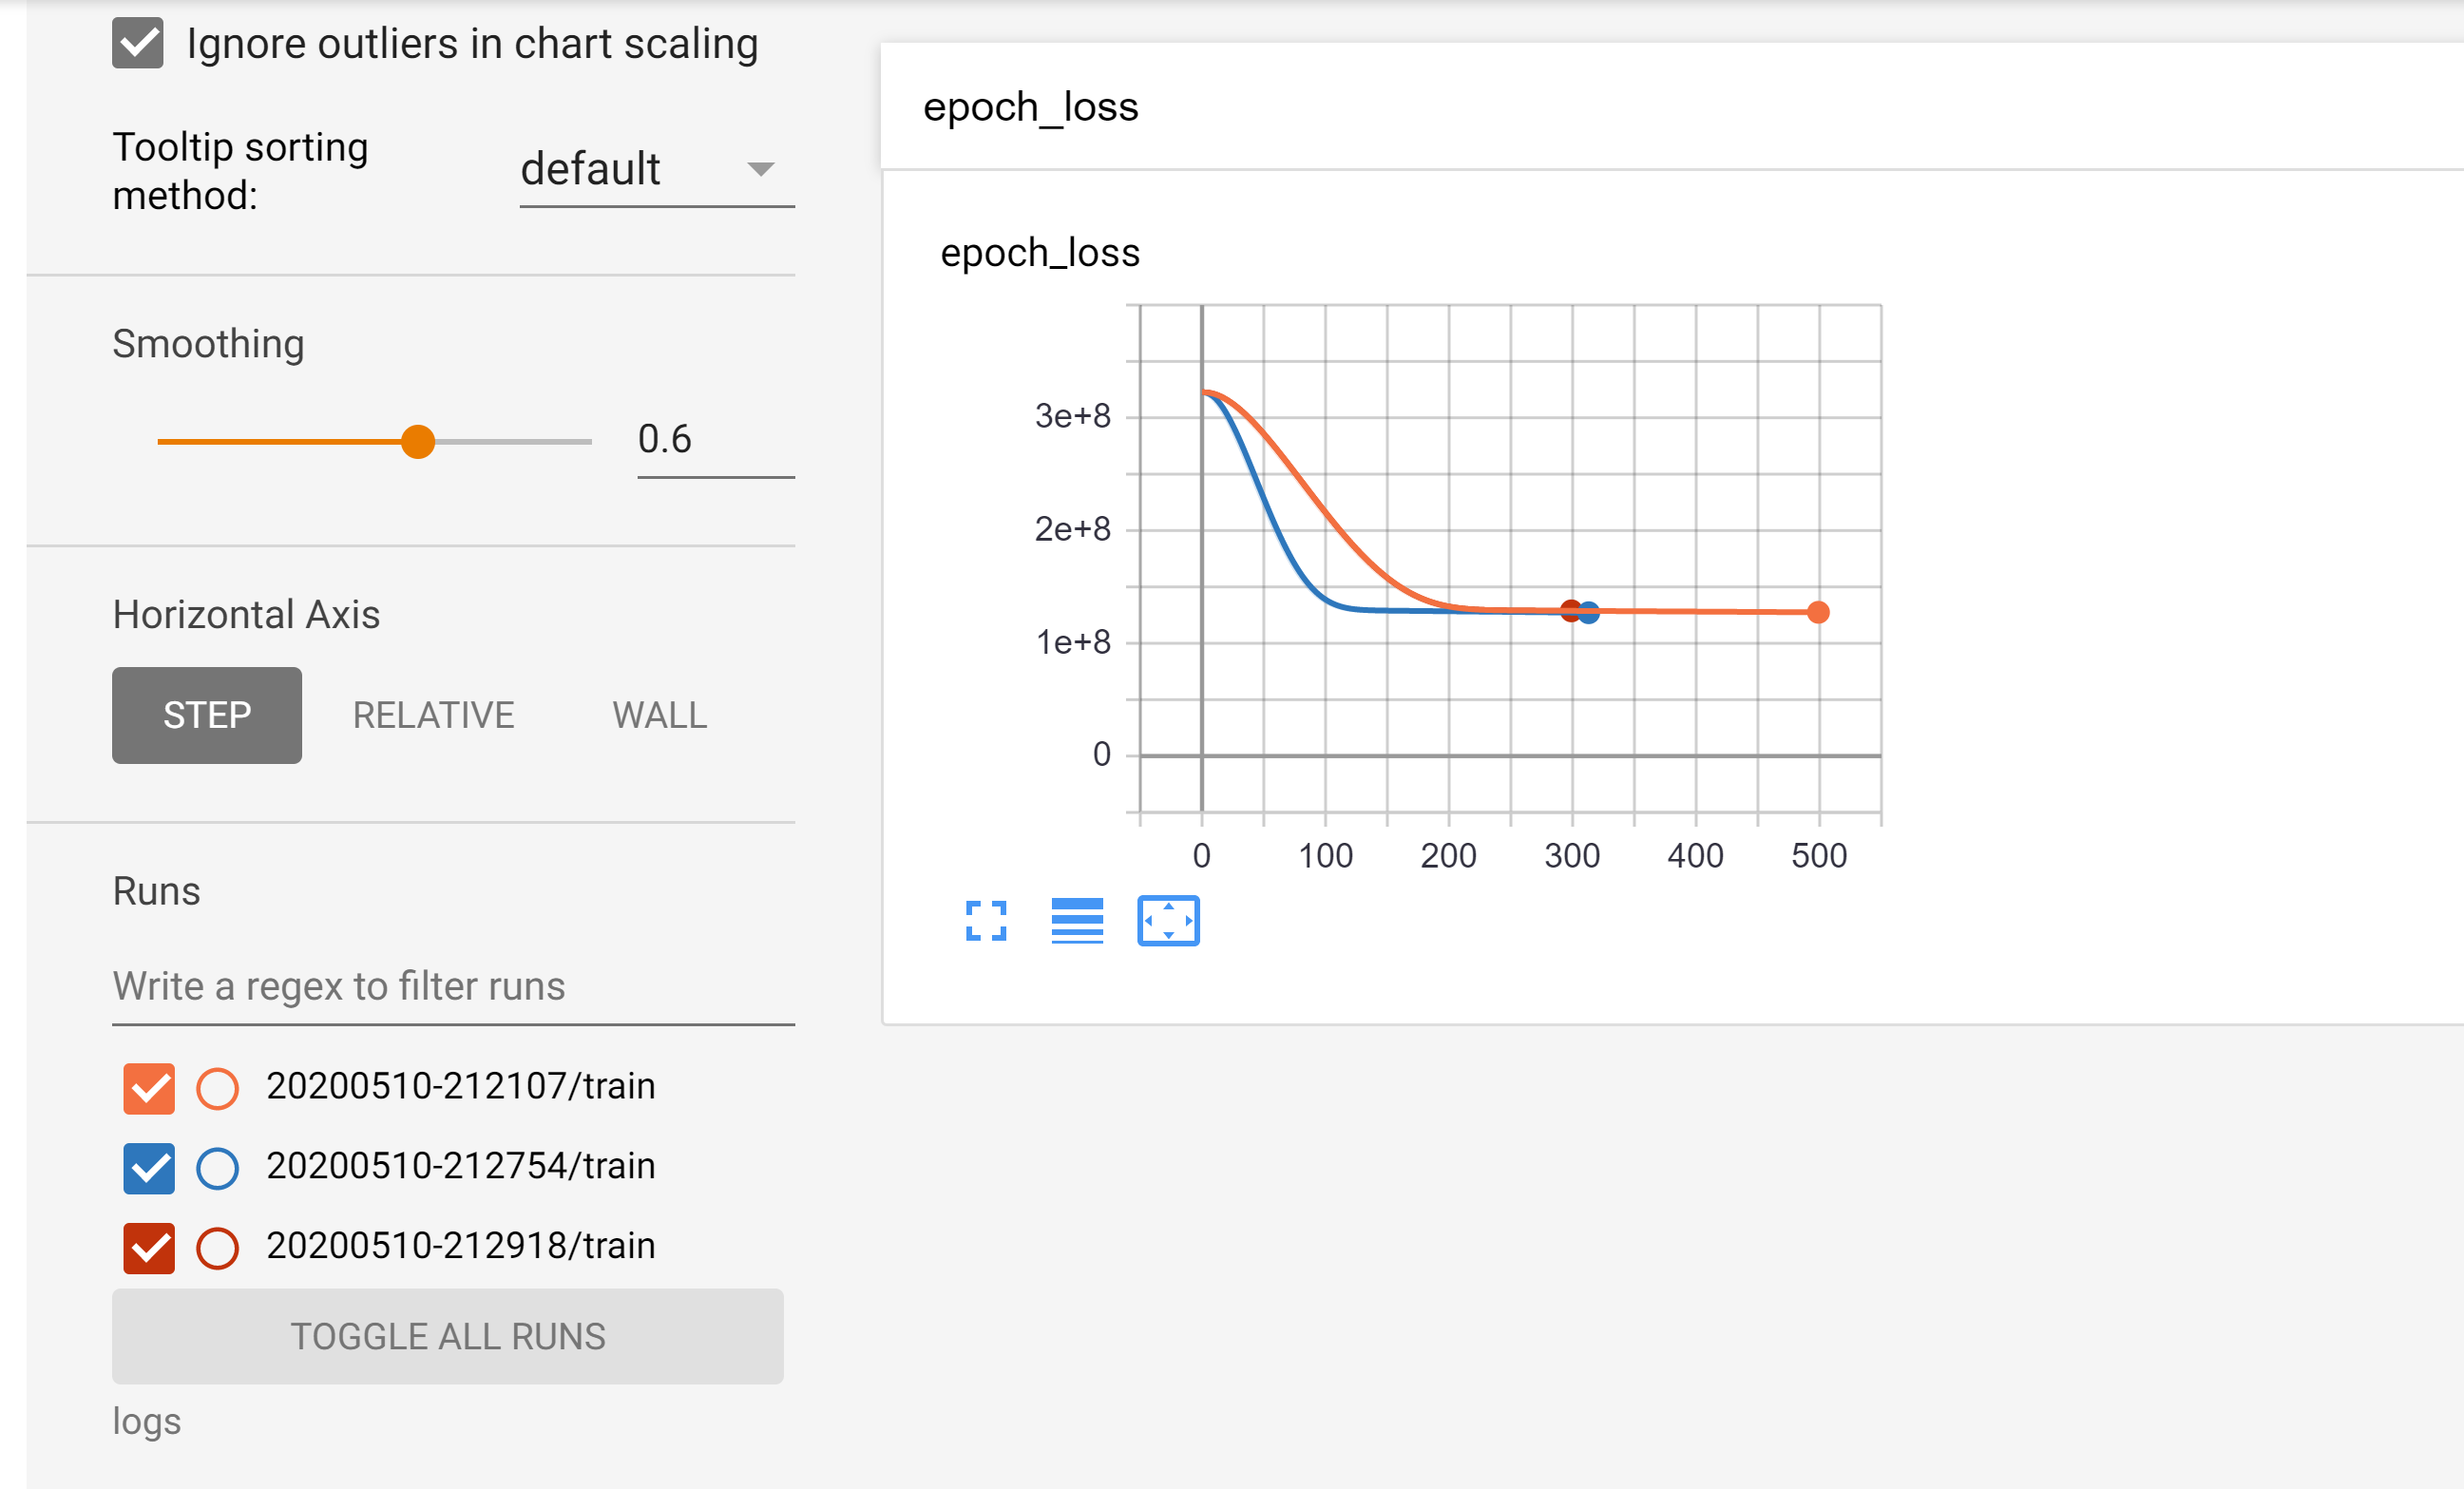 Ignore outliers in chart scaling
Tooltip sorting
method:
default
Smoothing
0.6
Horizontal Axis
STEP
RELATIVE
WALL
Runs
Write a regex to filter runs
20200510-212107/train
20200510-212754/train
20200510-212918/train
TOGGLE ALL RUNS
logs
epoch_loss
epoch_loss
3e+8
2e+8
1e+8
0
0 100 200 300 400 500